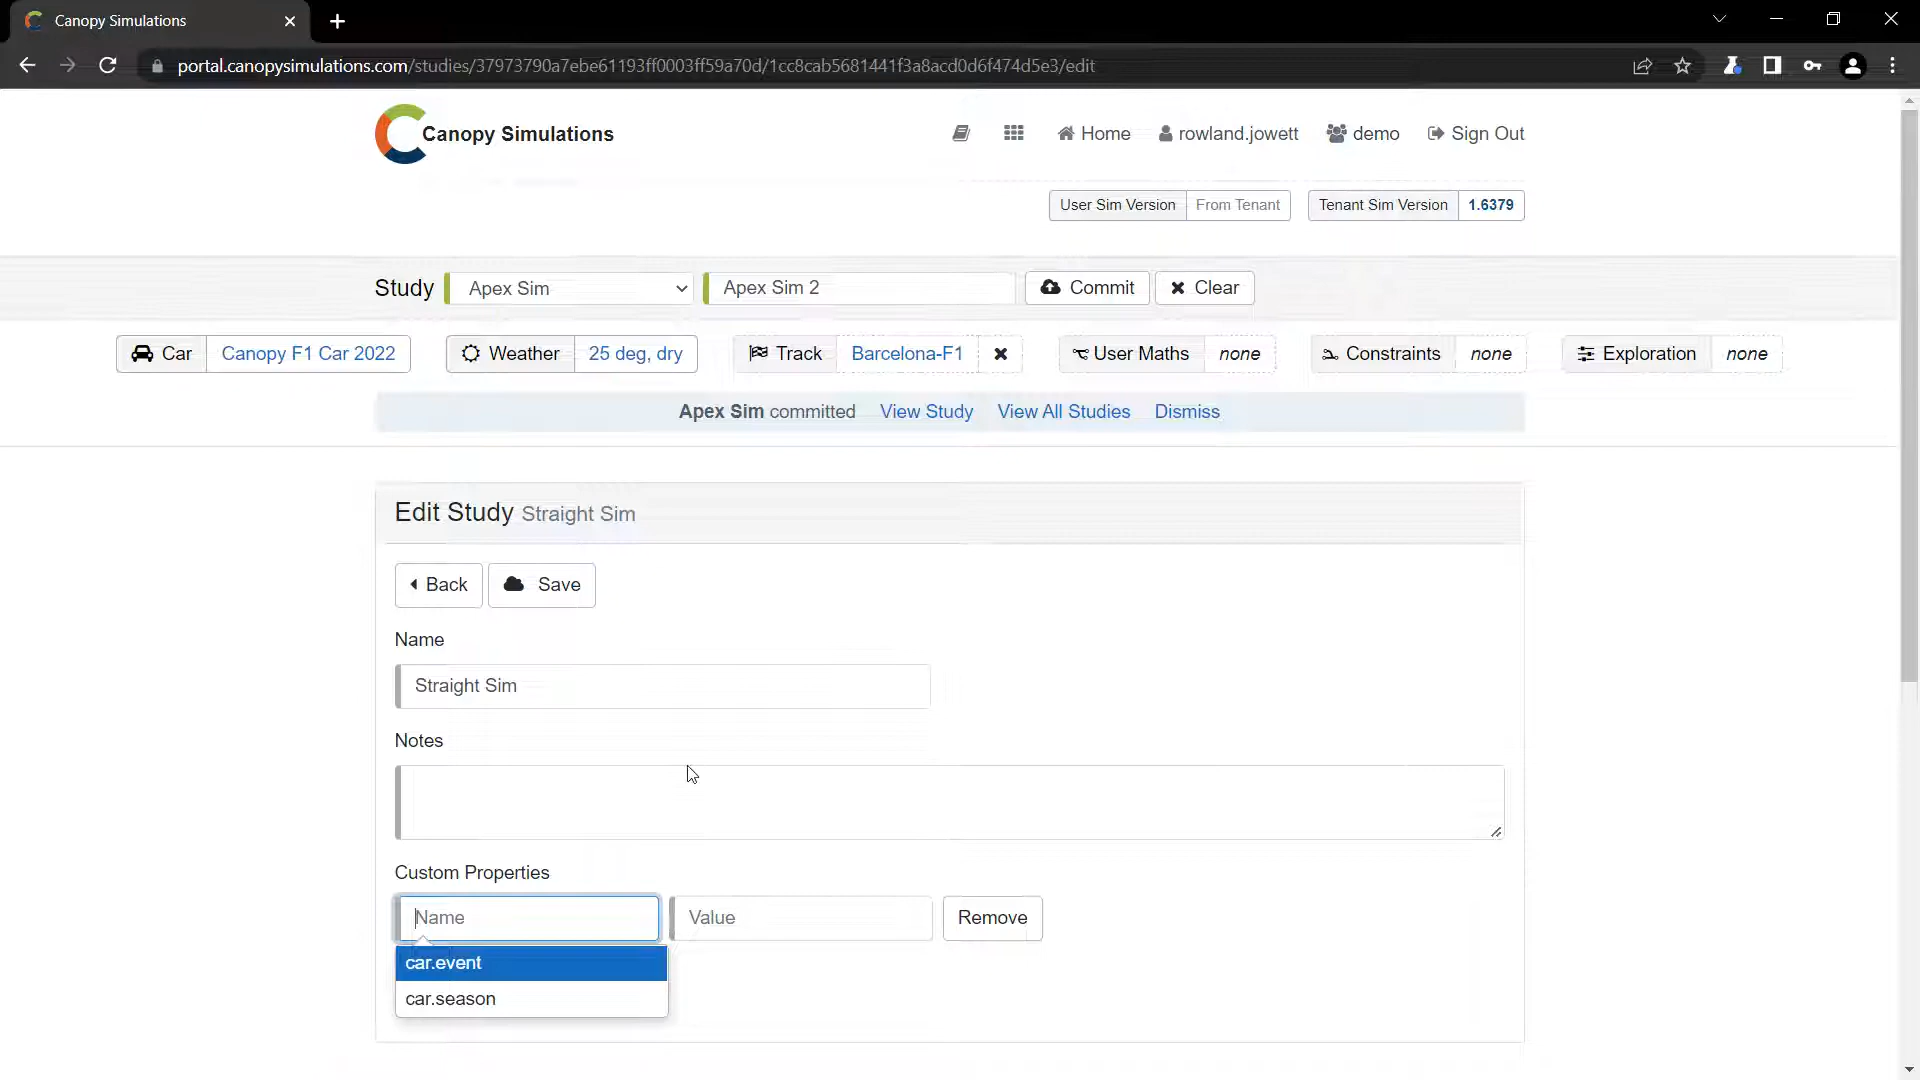 Canopy Simulations
portal.canopysimulations.com/studies/37973790a7ebe61193ff0003ff59a70d/1cc8cab5681441f3a8acd0d6f474d5e3/edit
Canopy Simulations
Home
rowland.jowett
demo
Sign Out
User Sim Version From Tenant
Tenant Sim Version 1.6379
Study Apex Sim Apex Sim 2 Commit Clear
Car Canopy F1 Car 2022
Weather 25 deg, dry
Track Barcelona-F1
User Maths none
Constraints none
Exploration none
Apex Sim committed View Study View All Studies Dismiss
Edit Study Straight Sim
Back Save
Name
Straight Sim
Notes
Custom Properties
Name Value Remove
car.event
car.season